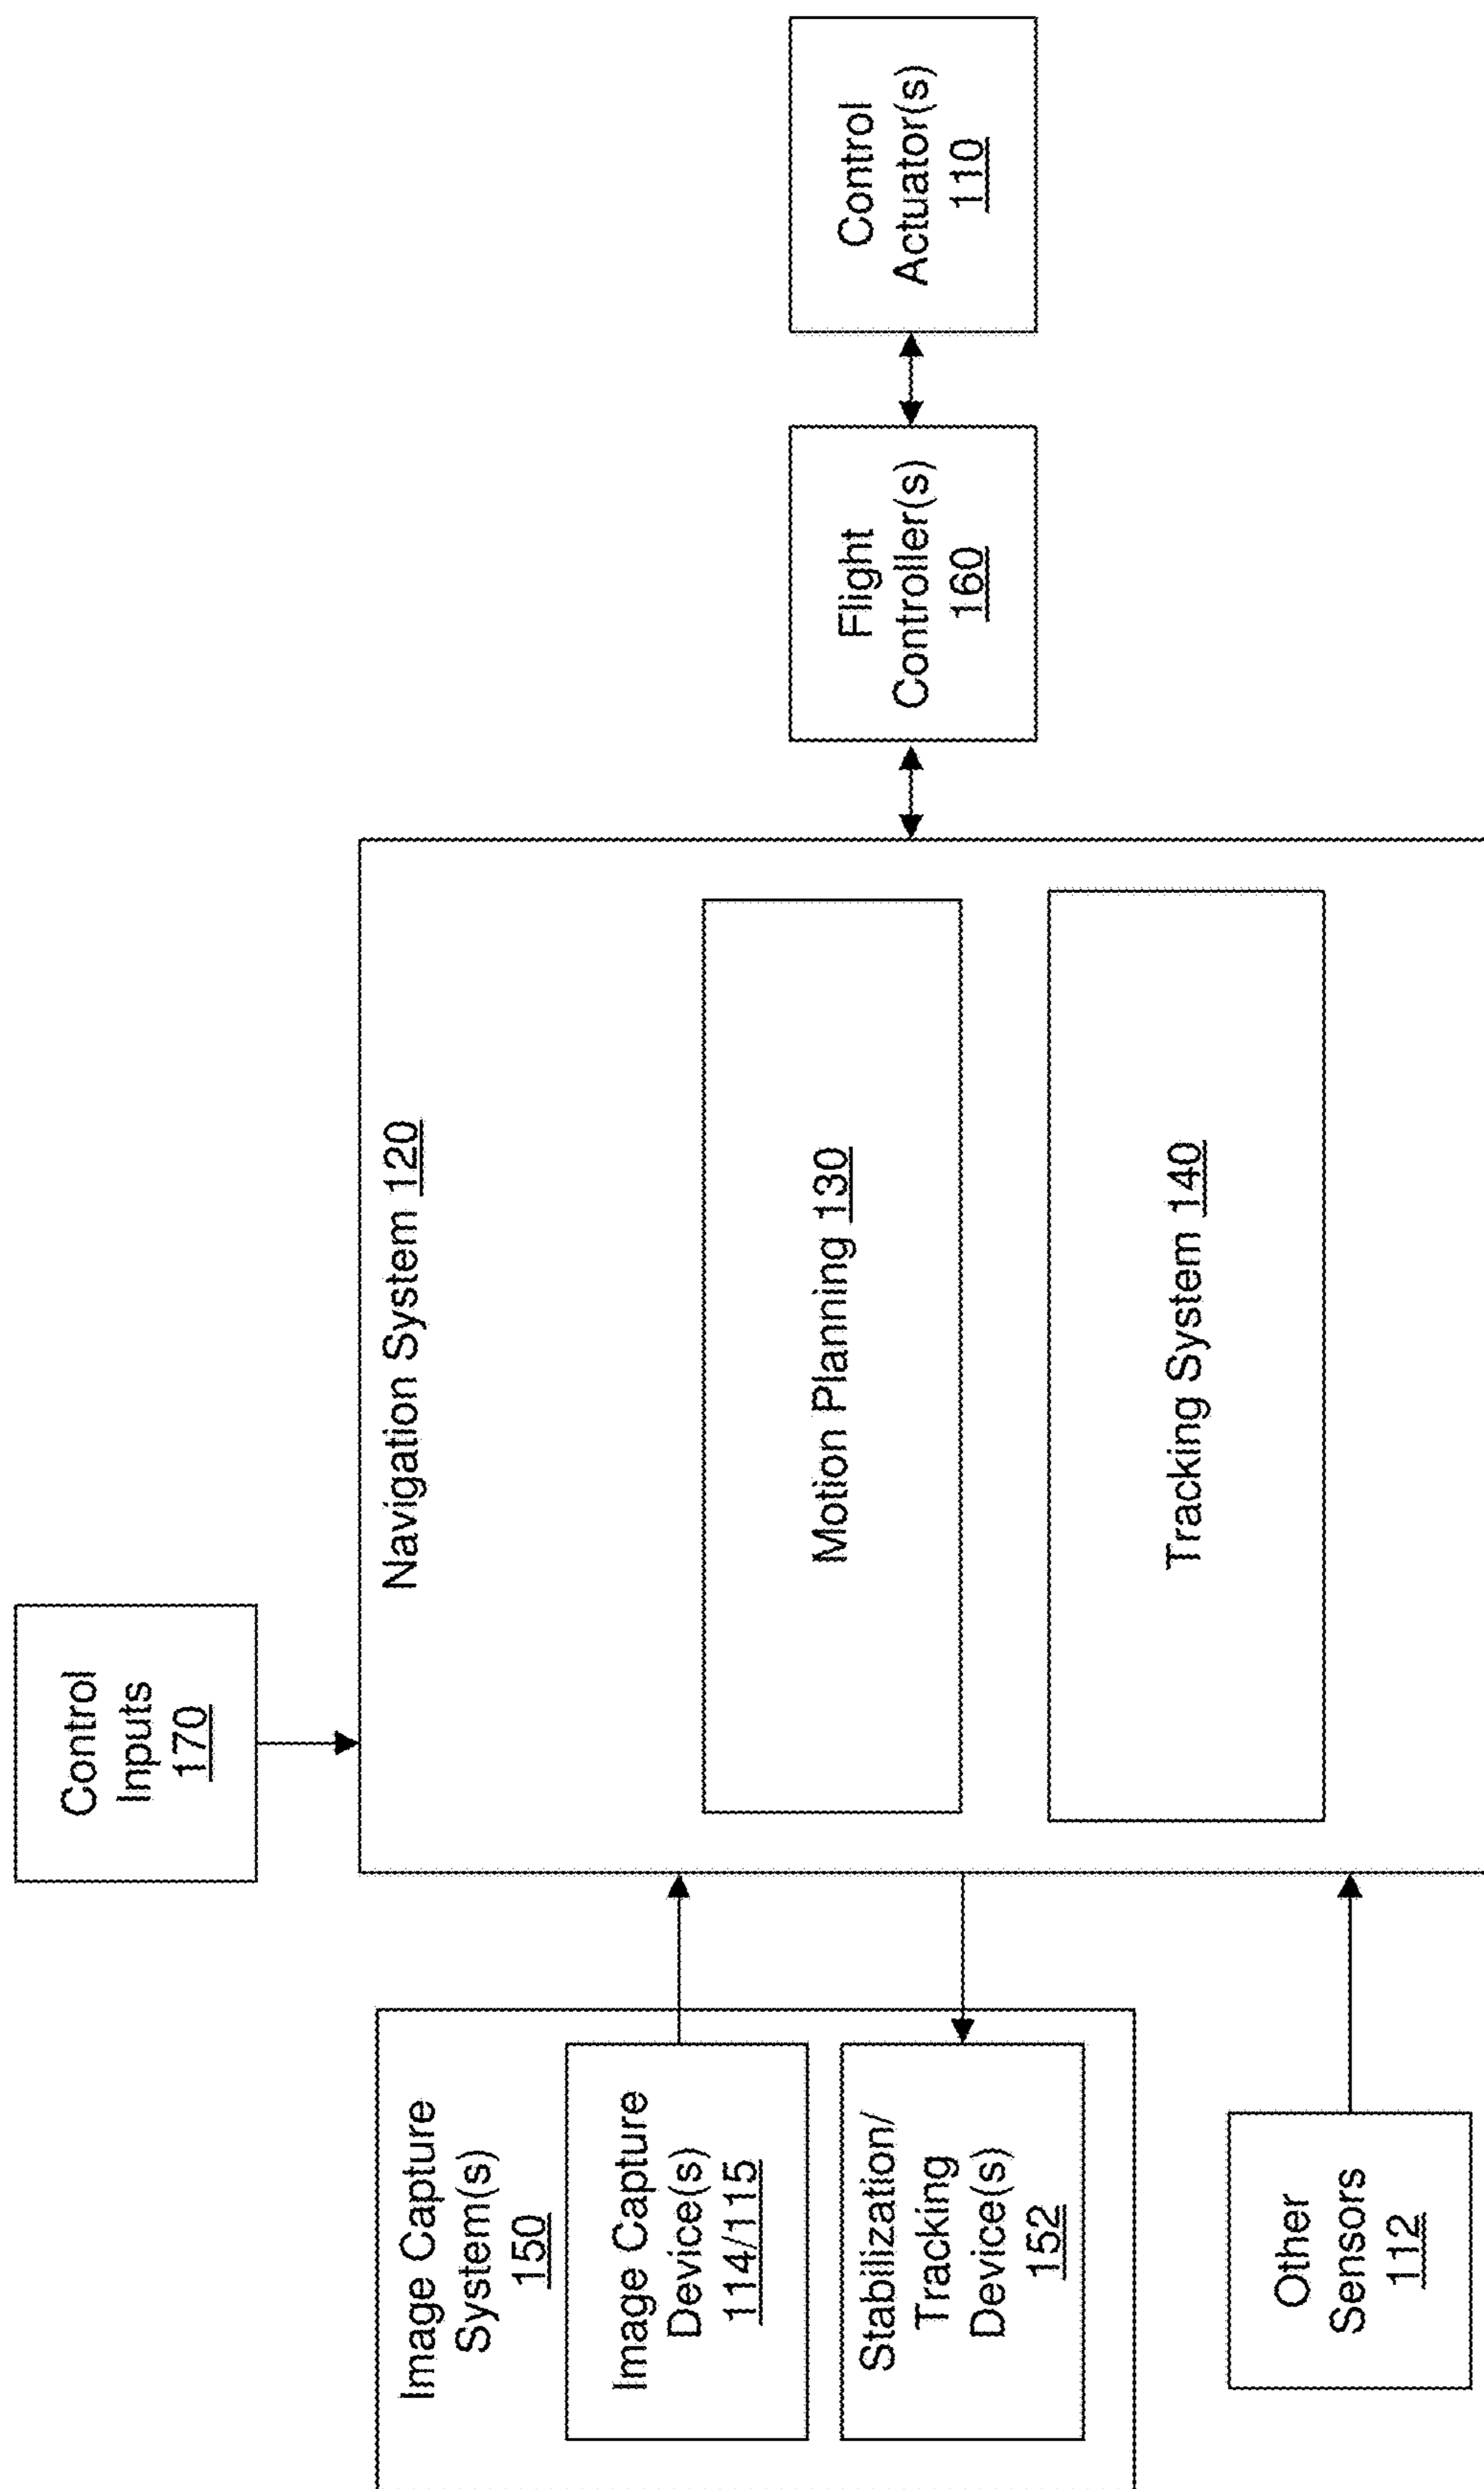 Control
Inputs
170
Image Capture
System(s)
150
Image Capture
Device(s)
114/115
Stabilization/
Tracking
Device(s)
152
Other
Sensors
112
Navigation System 120
Motion Planning 130
Tracking System 140
Flight
Controller(s)
160
Control
Actuator(s)
110